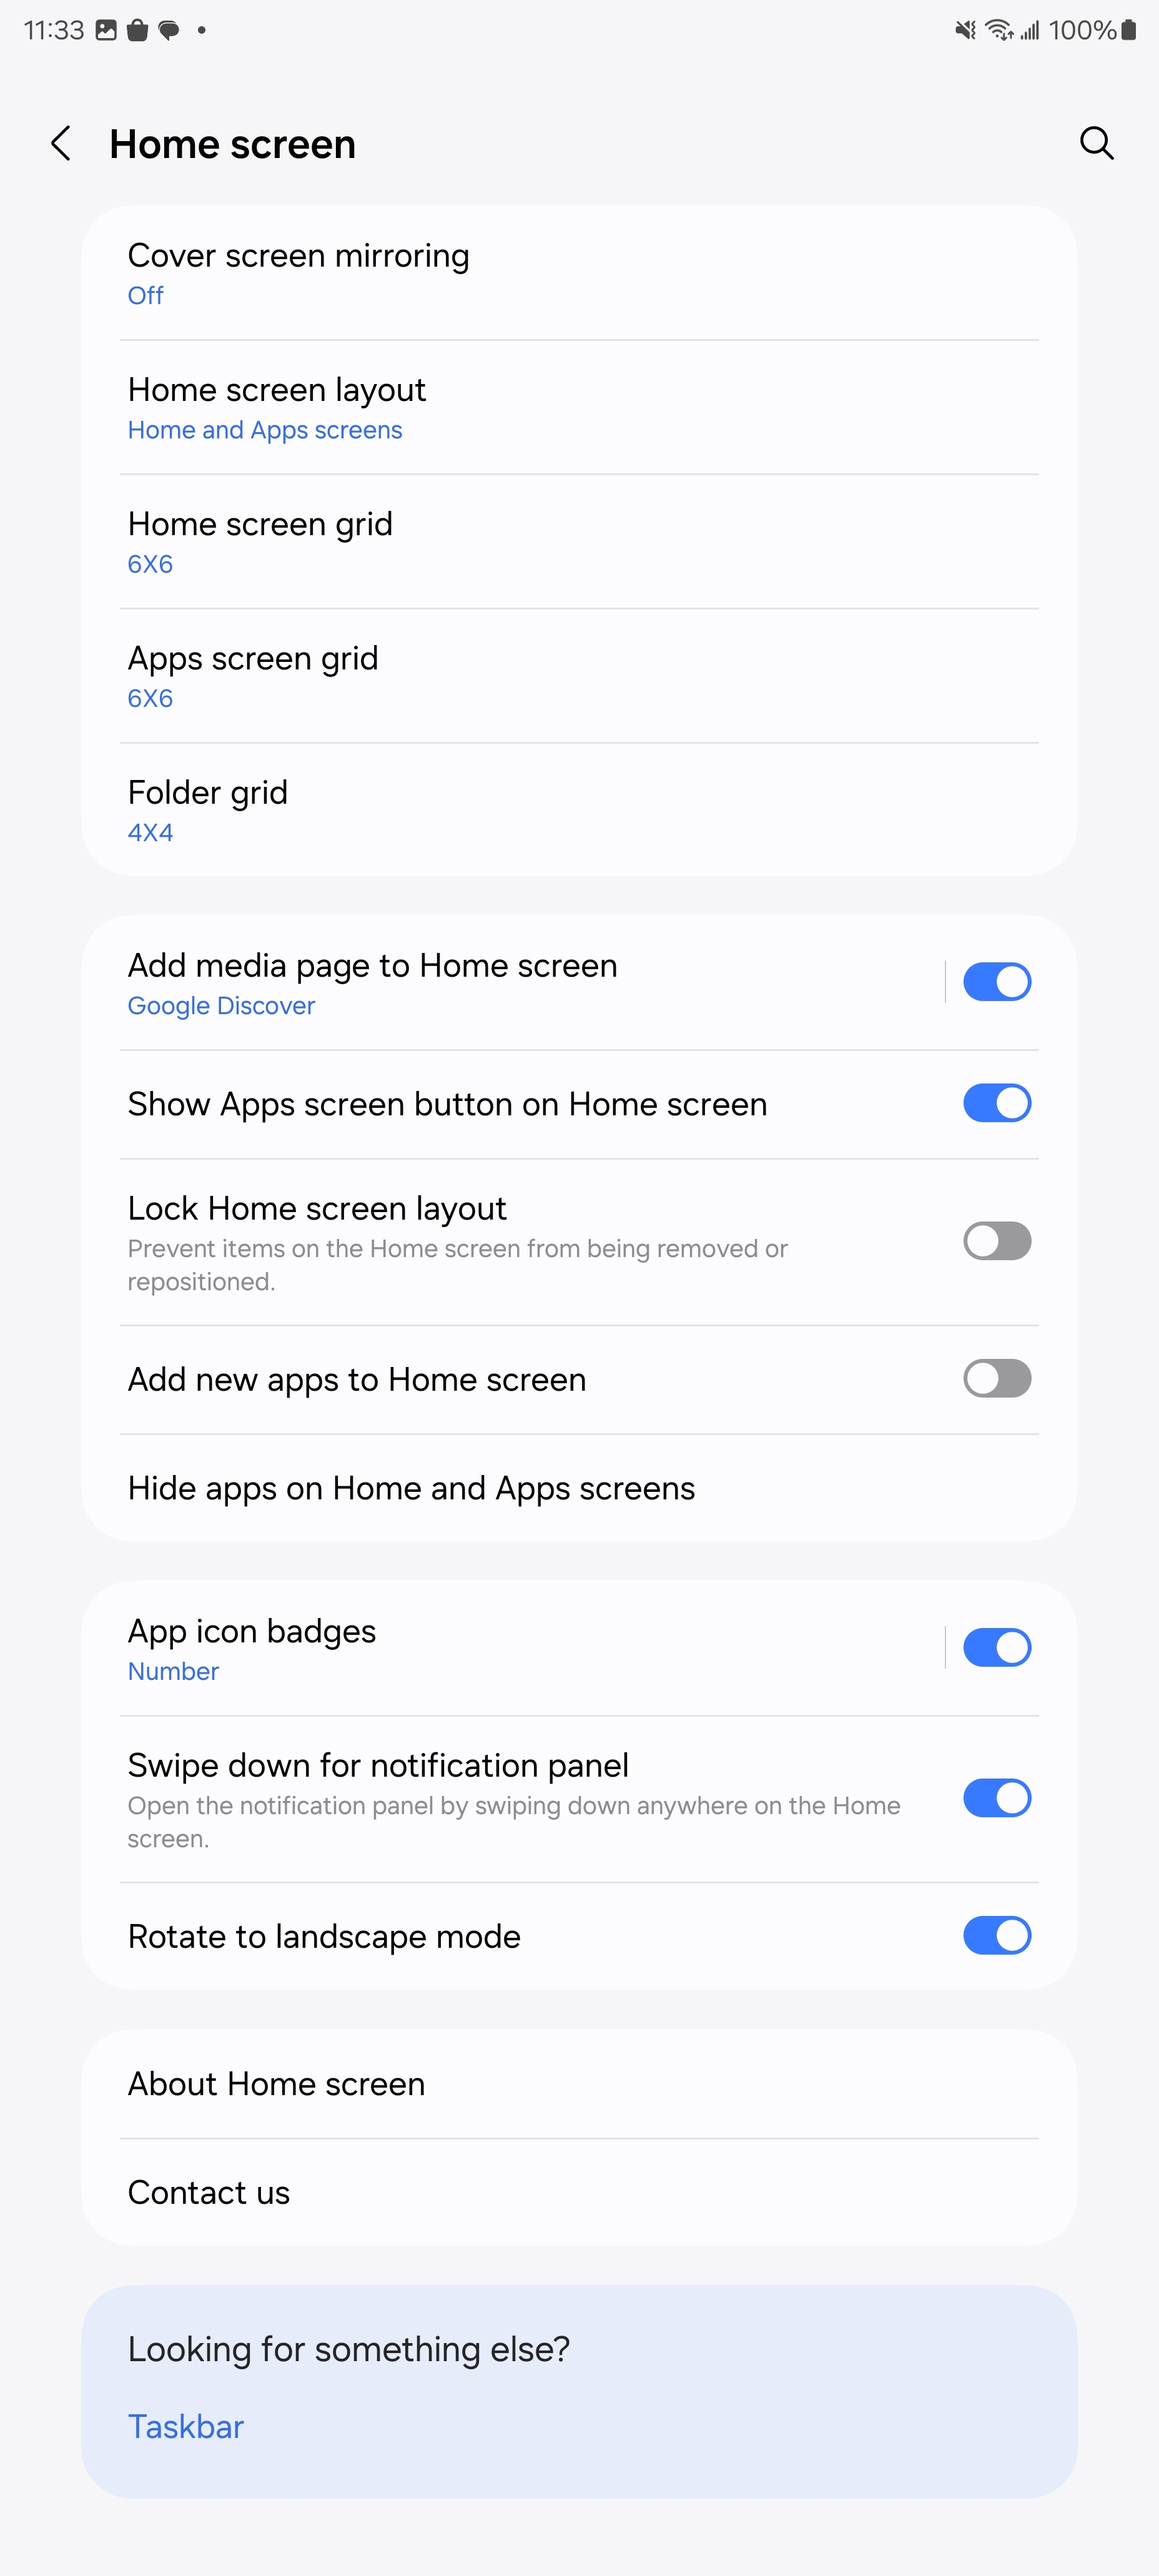 11:33
100%
Home screen
Cover screen mirroring
Off
Home screen layout
Home and Apps screens
Home screen grid
6X6
Apps screen grid
6X6
Folder grid
4X4
Add media page to Home screen
Google Discover
Show Apps screen button on Home screen
Lock Home screen layout
Prevent items on the Home screen from being removed or
repositioned.
Add new apps to Home screen
Hide apps on Home and Apps screens
App icon badges
Number
Swipe down for notification panel
Open the notification panel by swiping down anywhere on the Home
screen.
Rotate to landscape mode
About Home screen
Contact us
Looking for something else?
Taskbar